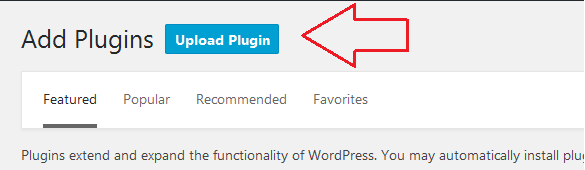 Add Plugins Upload Plugin
Featured Popular Recommended Favorites
Plugins extend and expand the functionality of WordPress. You may automatically install